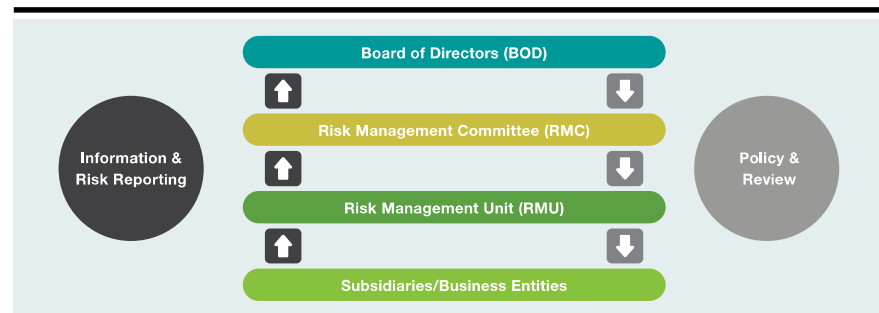 Board of Directors (BOD)
Risk Management Committee (RMC)
Information &
Risk Reporting
Policy &
Review
Risk Management Unit (RMU)
Subsidiaries/Business Entities